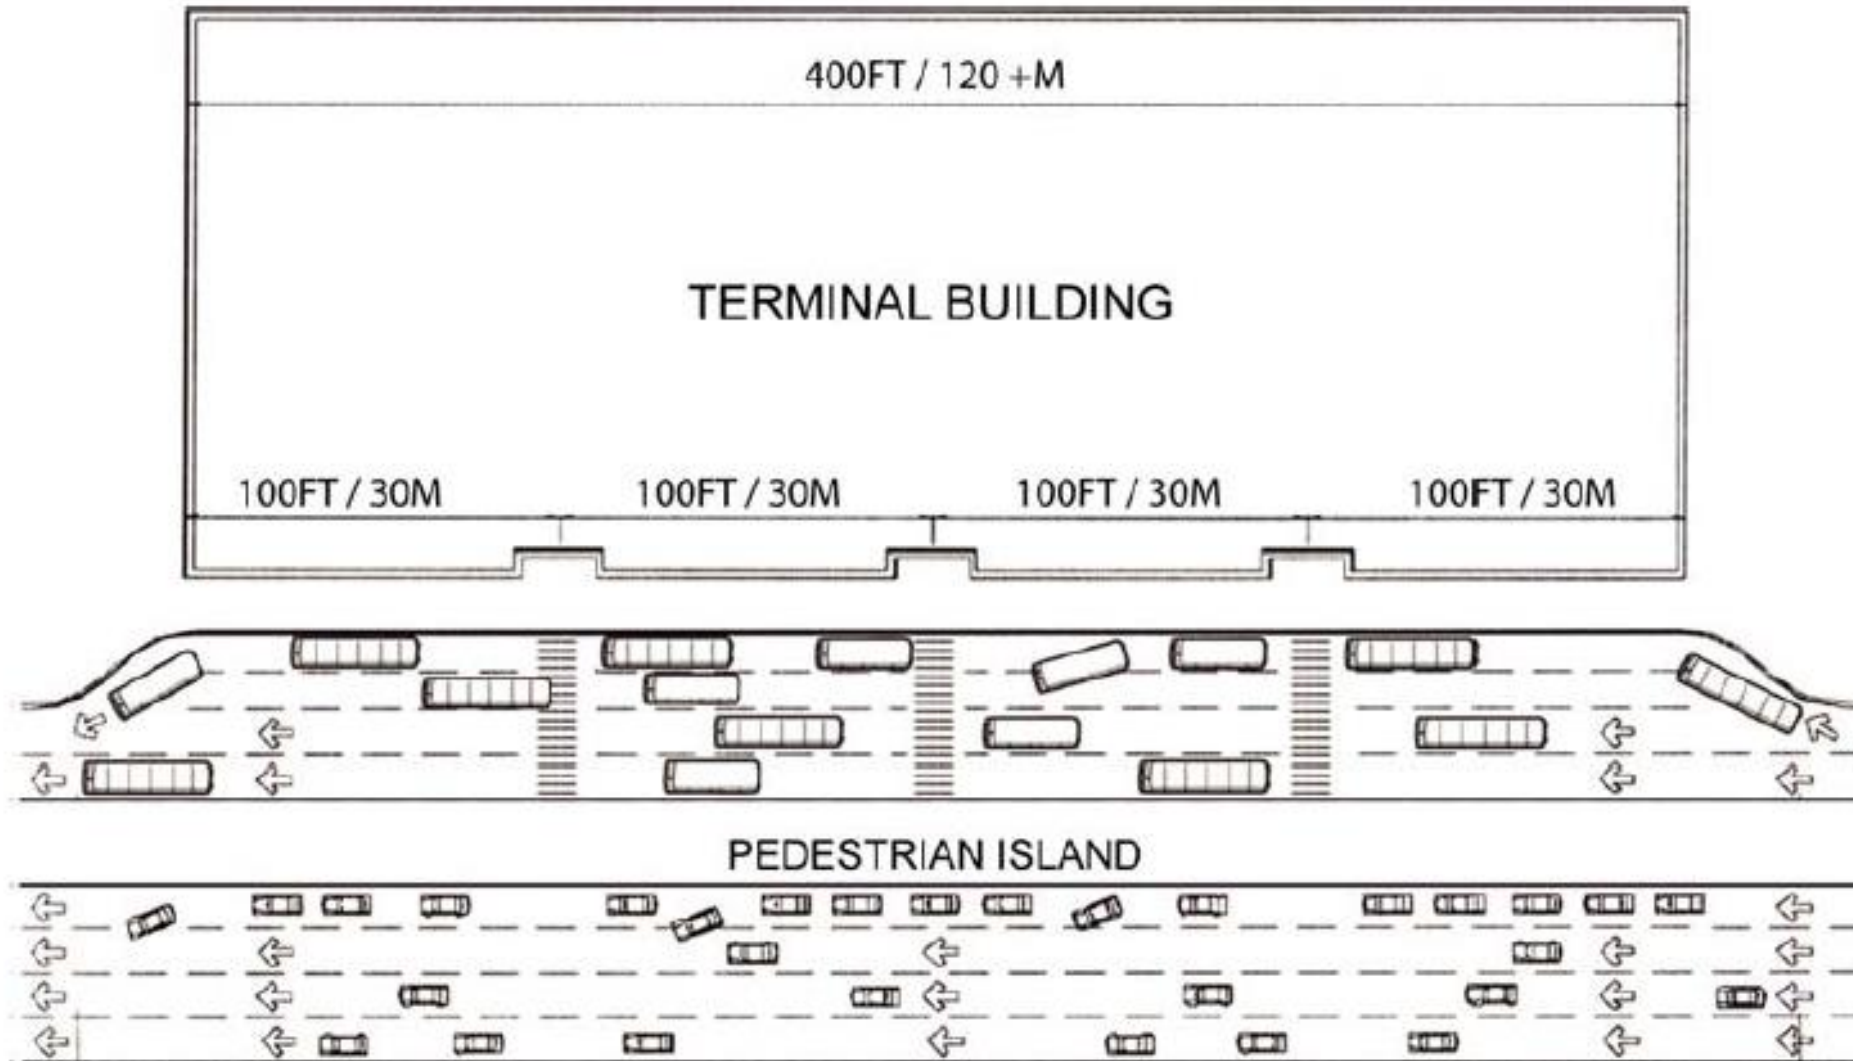 400FT / 120 +M
TERMINAL BUILDING
100FT / 30M
100FT / 30M
100FT / 30M
100FT / 30M
PEDESTRIAN ISLAND